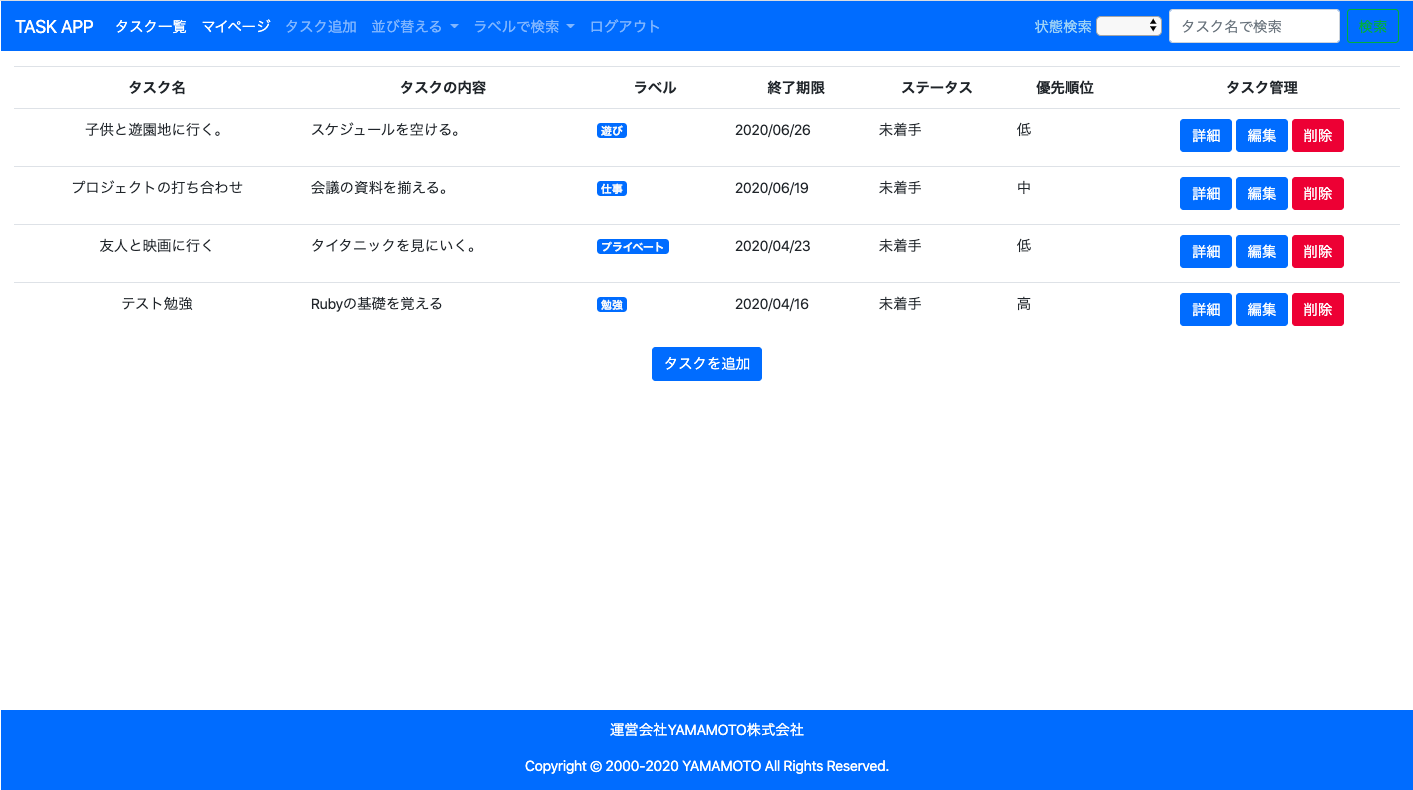 TASK APP タスク一覧 マイページ タスク追加 並び替える ラベルで検索 ログアウト 状態検索 タスク名で検索 検索
タスク名 タスクの内容 ラベル 終了期限 ステータス 優先順位 タスク管理
子供と遊園地に行く。 スケジュールを空ける。 遊び 2020/06/26 未着手 低 詳細 編集 削除
プロジェクトの打ち合わせ 会議の資料を揃える。 仕事 2020/06/19 未着手 中 詳細 編集 削除
友人と映画に行く タイタニックを見にいく。 プライベート 2020/04/23 未着手 低 詳細 編集 削除
テスト勉強 Rubyの基礎を覚える 勉強 2020/04/16 未着手 高 詳細 編集 削除
タスクを追加
運営会社YAMAMOTO株式会社
Copyright © 2000-2020 YAMAMOTO All Rights Reserved.